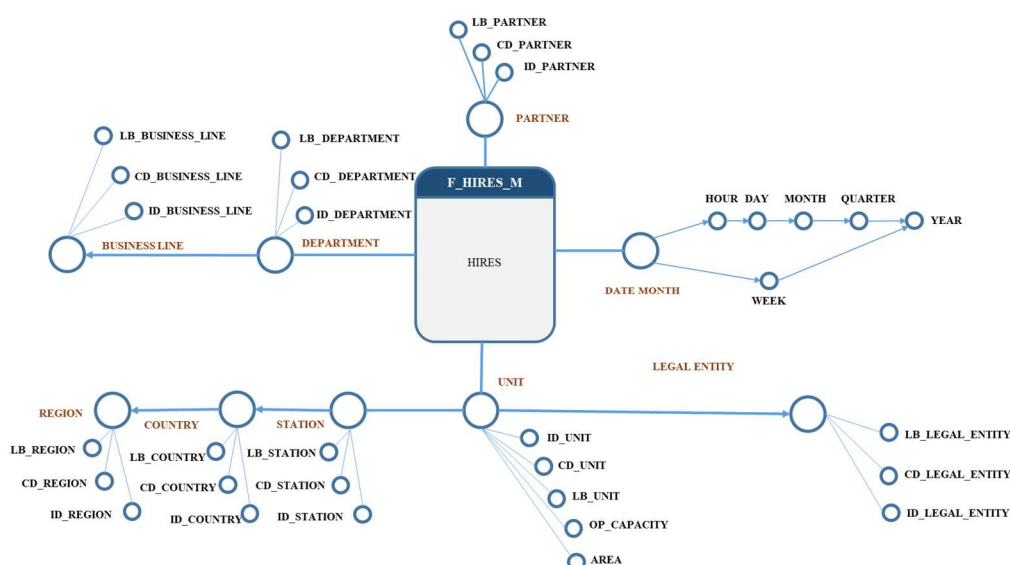 LB_PARTNER
CD_PARTNER
ID_PARTNER
PARTNER
LB_BUSINESS_LINE
CD_BUSINESS_LINE
ID_BUSINESS_LINE
BUSINESS LINE
LB_DEPARTMENT
CD_ DEPARTMENT
ID_DEPARTMENT
DEPARTMENT
F_HIRES_M
HIRES
HOUR DAY MONTH QUARTER
YEAR
WEEK
DATE MONTH
LEGAL ENTITY
UNIT
REGION
COUNTRY
STATION
LB_REGION
CD_REGION
ID_REGION
LB_COUNTRY
CD_COUNTRY
ID_COUNTRY
LB_STATION
CD_STATION
ID_STATION
ID_UNIT
CD_UNIT
LB_UNIT
OP_CAPACITY
AREA
LB_LEGAL_ENTITY
CD_LEGAL_ENTITY
ID_LEGAL_ENTITY